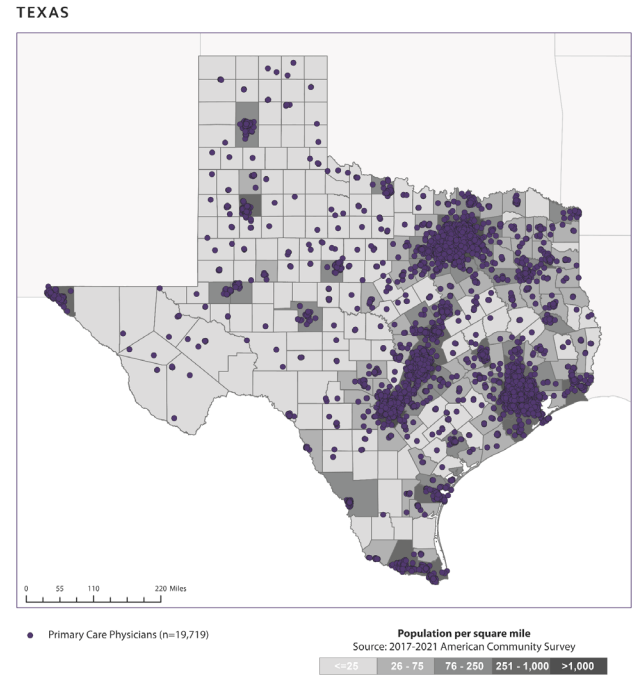 TEXAS
0 55 110 220 Miles
Primary Care Physicians (n=19,719)
Population per square mile
Source: 2017-2021 American Community Survey
<=25 26 - 75 76 - 250 251 - 1,000 >1,000